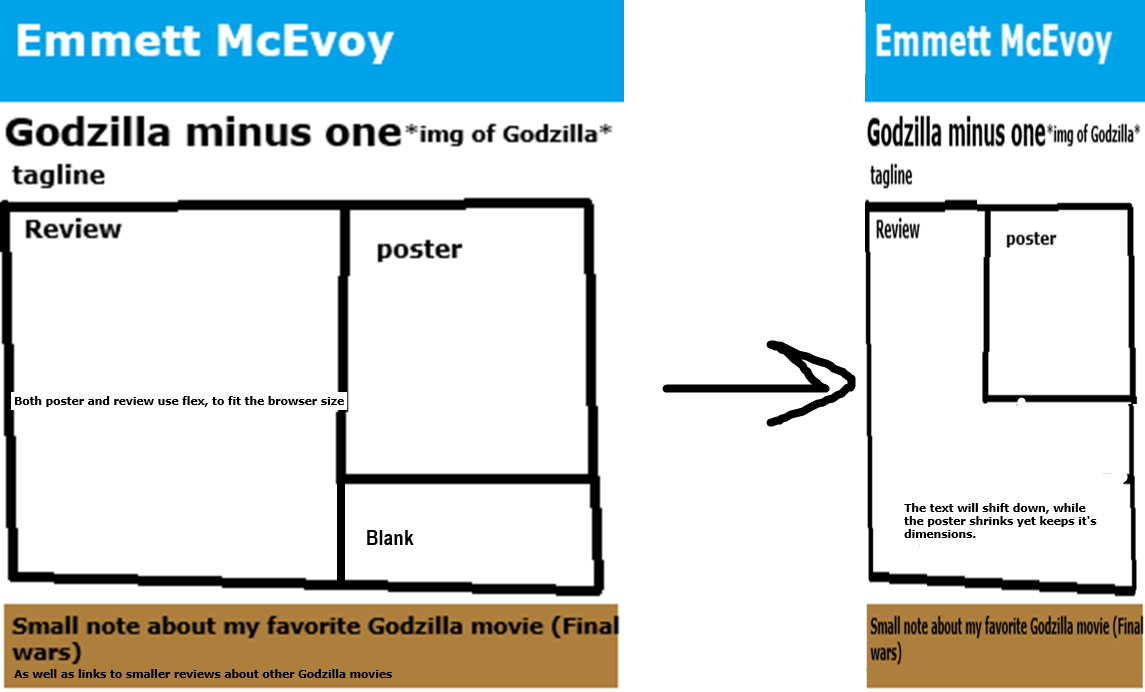 Emmett McEvoy
Godzilla minus one *img of Godzilla*
tagline
Review
poster
Both poster and review use flex, to fit the browser size
Blank
Small note about my favorite Godzilla movie (Final
wars)
As well as links to smaller reviews about other Godzilla movies
Emmett McEvoy
Godzilla minus one *img of Godzilla*
tagline
Review
poster
The text will shift down, while
the poster shrinks yet keeps it's
dimensions.
Small note about my favorite Godzilla movie (Final
wars)